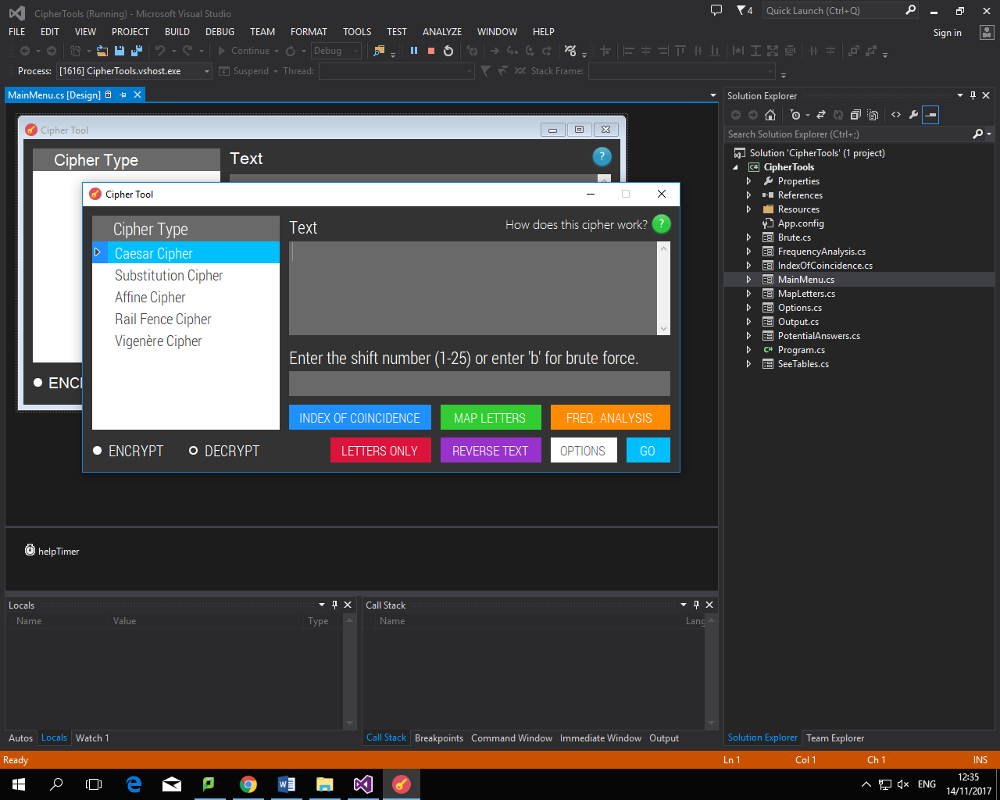 CipherTools (Running) - Microsoft Visual Studio
4
Quick Launch (Ctrl+Q)
FILE EDIT VIEW PROJECT BUILD DEBUG TEAM FORMAT TOOLS TEST ANALYZE WINDOW HELP
Sign in
Continue Debug
Process: [1616] CipherTools.vshost.exe Suspend Thread: Stack Frame:
MainMenu.cs [Design]
Cipher Tool
Cipher Type
Text
?
ENCI
Cipher Tool
Cipher Type
Caesar Cipher
Substitution Cipher
Affine Cipher
Rail Fence Cipher
Vigenère Cipher
ENCRYPT DECRYPT
Text
How does this cipher work? ?
Enter the shift number (1-25) or enter 'b' for brute force.
INDEX OF COINCIDENCE MAP LETTERS FREQ. ANALYSIS
LETTERS ONLY REVERSE TEXT OPTIONS GO
helpTimer
Solution Explorer
Search Solution Explorer (Ctrl+;)
Solution 'CipherTools' (1 project)
C# CipherTools
Properties
References
Resources
App.config
Brute.cs
FrequencyAnalysis.cs
IndexOfCoincidence.cs
MainMenu.cs
MapLetters.cs
Options.cs
Output.cs
PotentialAnswers.cs
C# Program.cs
SeeTables.cs
Locals
Name Value Type
Autos Locals Watch 1
Call Stack
Name Lang
Call Stack Breakpoints Command Window Immediate Window Output
Solution Explorer Team Explorer
Ready Ln 1 Col 1 Ch 1 INS
ENG
12:35
14/11/2017